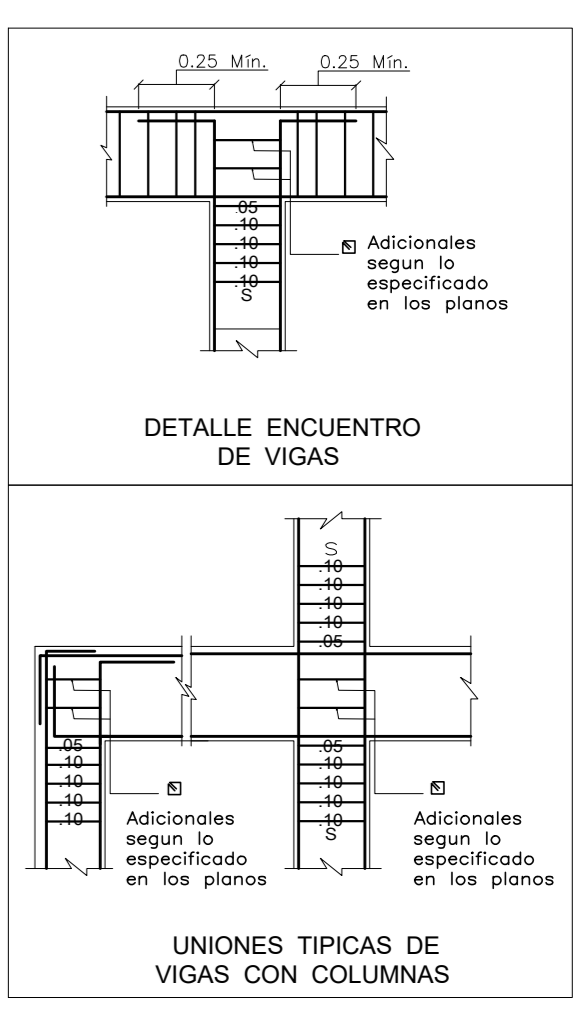 0.25 Mín.
0.25 Mín.
.05
.10
.10
.10
.10
S
Adicionales
segun lo
especificado
en los planos
DETALLE ENCUENTRO
DE VIGAS
S
.10
.10
.10
.10
.05
.05
.10
.10
.10
.10
Adicionales
segun lo
especificado
en los planos
.05
.10
.10
.10
.10
S
Adicionales
segun lo
especificado
en los planos
UNIONES TIPICAS DE
VIGAS CON COLUMNAS